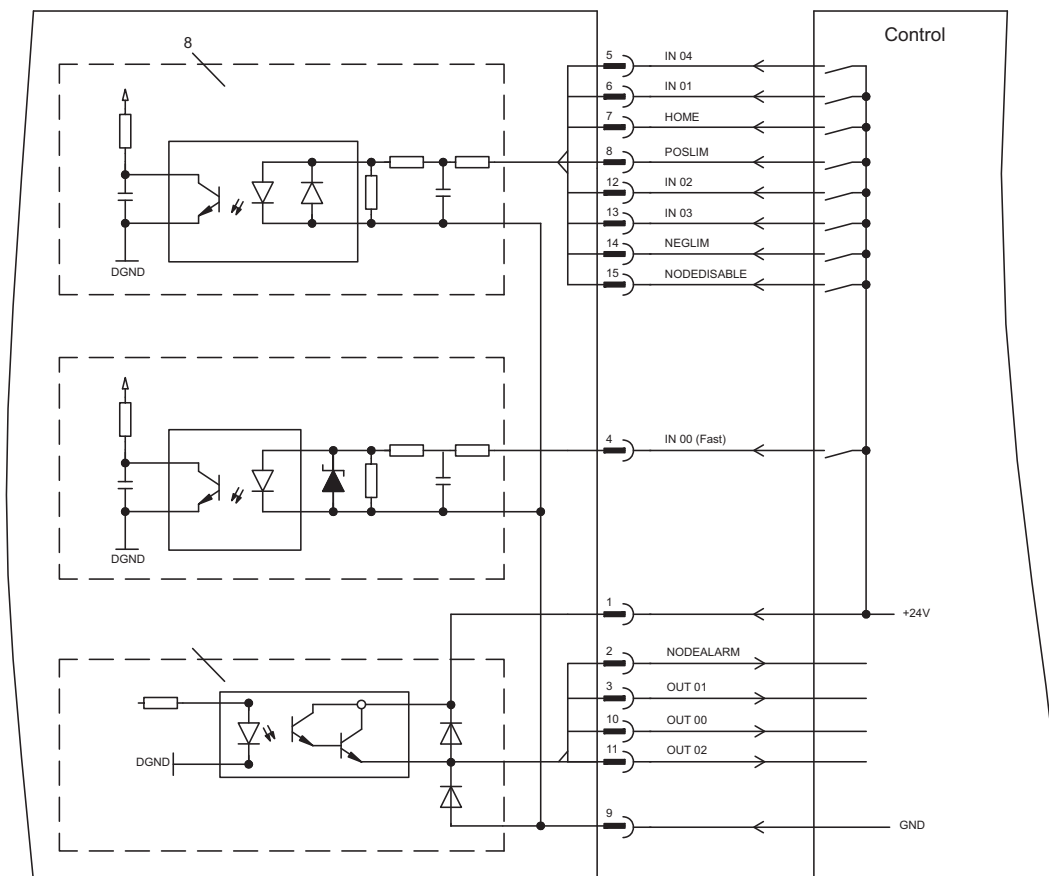 Control
8
5 IN 04
6 IN 01
7 HOME
8 POSLIM
12 IN 02
13 IN 03
14 NEGLIM
15 NODEDISABLE
DGND
4 IN 00 (Fast)
DGND
1 +24V
2 NODEALARM
3 OUT 01
10 OUT 00
11 OUT 02
DGND
9 GND